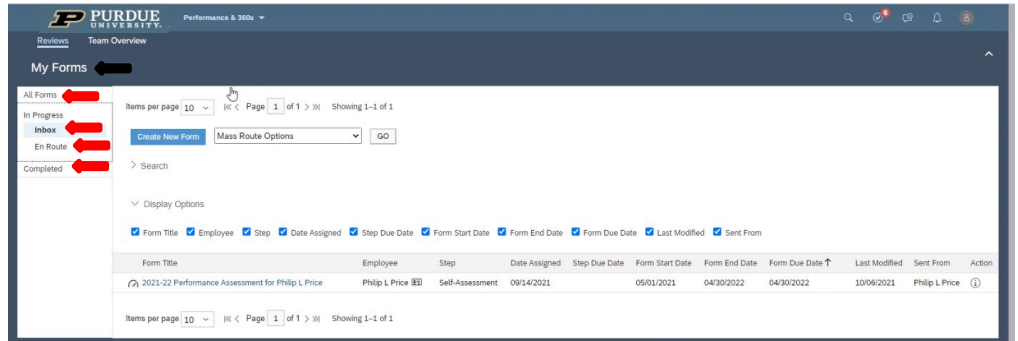 PURDUE
UNIVERSITY.
Performance & 360s
6
Reviews Team Overview
My Forms
All Forms
In Progress
Inbox
En Route
Completed
Items per page 10 Page 1 of 1 Showing 1–1 of 1
Create New Form Mass Route Options GO
Search
Display Options
Form Title Employee Step Date Assigned Step Due Date Form Start Date Form End Date Form Due Date Last Modified Sent From
Form Title Employee Step Date Assigned Step Due Date Form Start Date Form End Date Form Due Date ↑ Last Modified Sent From Action
2021-22 Performance Assessment for Philip L Price Philip L Price Self-Assessment 09/14/2021 05/01/2021 04/30/2022 04/30/2022 10/06/2021 Philip L Price
Items per page 10 Page 1 of 1 Showing 1–1 of 1